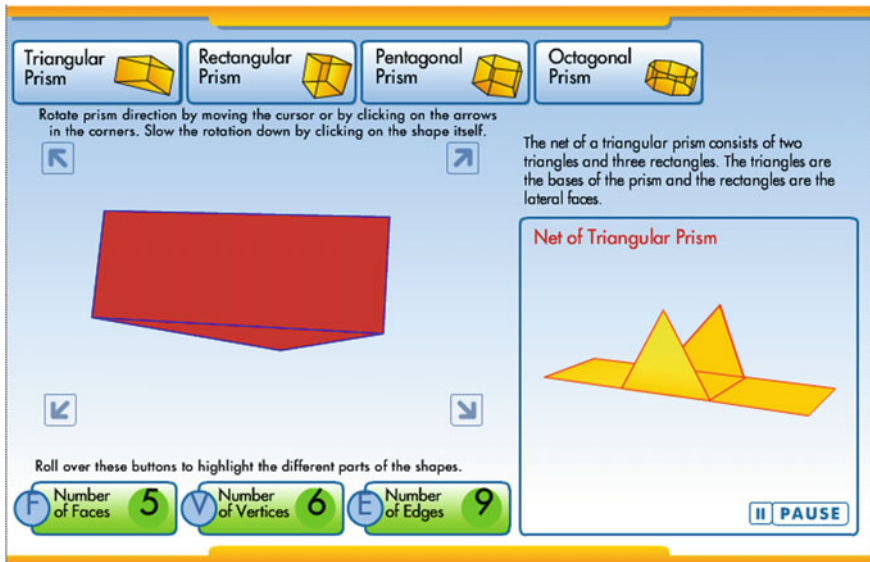 Triangular
Prism
Rectangular
Prism
Pentagonal
Prism
Octagonal
Prism
Rotate prism direction by moving the cursor or by clicking on the arrows
in the corners. Slow the rotation down by clicking on the shape itself.
The net of a triangular prism consists of two
triangles and three rectangles. The triangles are
the bases of the prism and the rectangles are the
lateral faces.
Net of Triangular Prism
Roll over these buttons to highlight the different parts of the shapes.
F Number
of Faces 5
V Number
of Vertices 6
E Number
of Edges 9
PAUSE